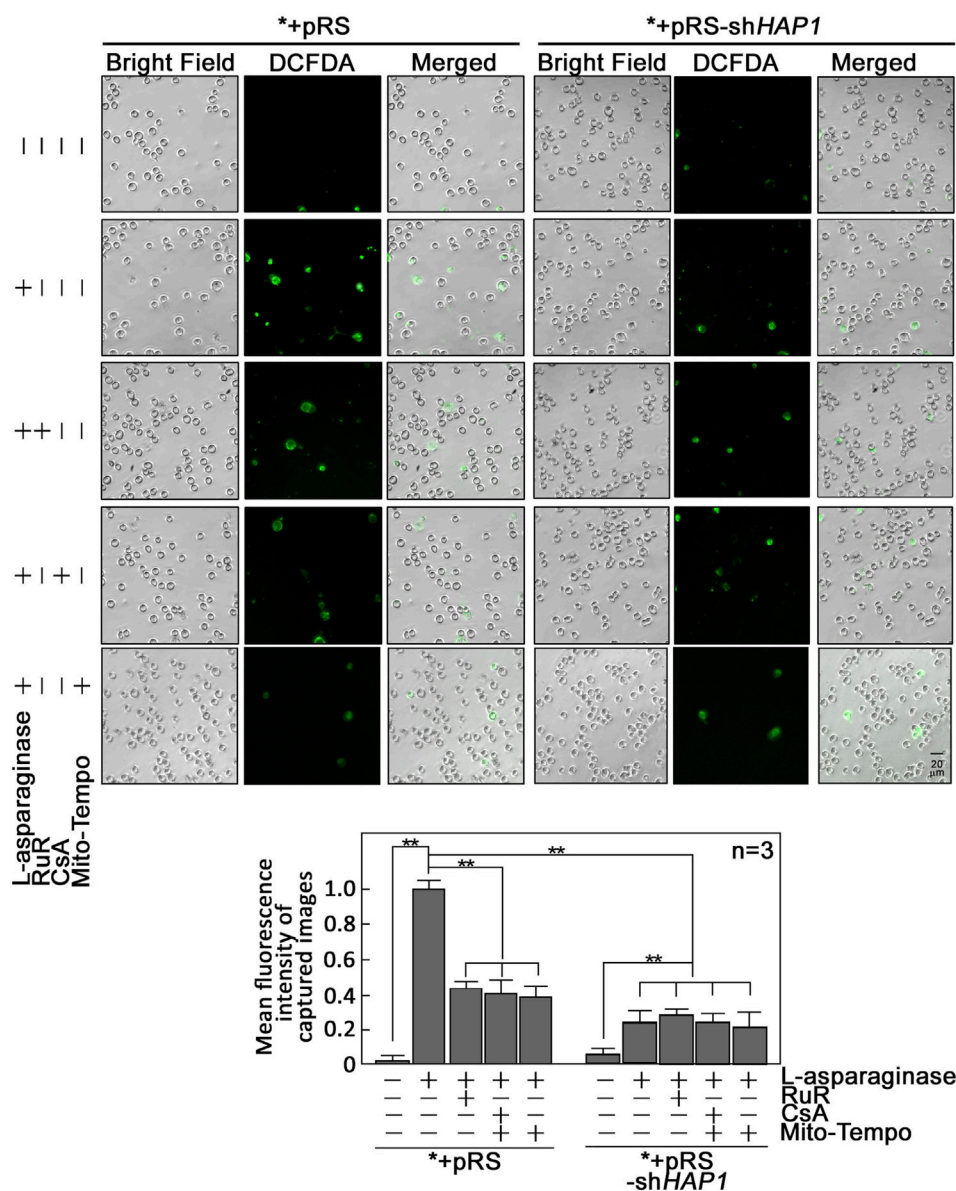 *+pRS *+pRS-shHAP1
Bright Field DCFDA Merged Bright Field DCFDA Merged
− − − −
+ − − −
+ + − −
+ − + −
+ − − +
L-asparaginase
RuR
CsA
Mito-Tempo
20
µm
n=3
** ** ** **
Mean fluorescence
intensity of
captured images
1.0
0.8
0.6
0.4
0.2
0
− + + + + − + + + + L-asparaginase
− − + − − − − + − − RuR
− − − + − − − − + − CsA
− − − + + − − − + + Mito-Tempo
*+pRS *+pRS
-shHAP1